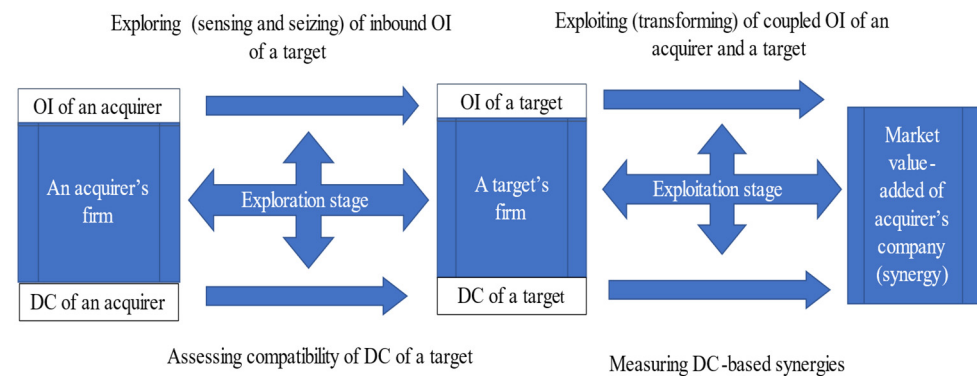 Exploring (sensing and seizing) of inbound OI
of a target
Exploiting (transforming) of coupled OI of an
acquirer and a target
OI of an acquirer
OI of a target
An acquirer's
firm
Exploration stage
A target's
firm
Exploitation stage
Market
value-
added of
acquirer's
company
(synergy)
DC of an acquirer
DC of a target
Assessing compatibility of DC of a target
Measuring DC-based synergies